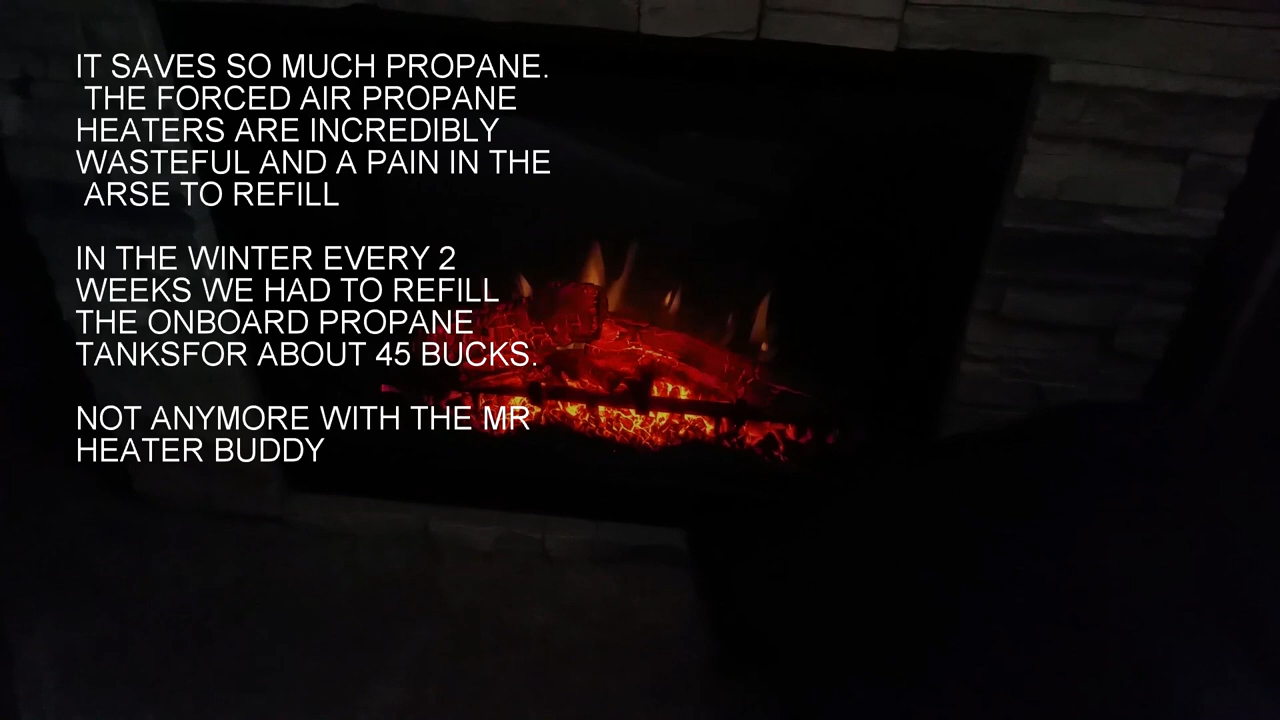 IT SAVES SO MUCH PROPANE.
THE FORCED AIR PROPANE
HEATERS ARE INCREDIBLY
WASTEFUL AND A PAIN IN THE
ARSE TO REFILL
IN THE WINTER EVERY 2
WEEKS WE HAD TO REFILL
THE ONBOARD PROPANE
TANKSFOR ABOUT 45 BUCKS.
NOT ANYMORE WITH THE MR
HEATER BUDDY